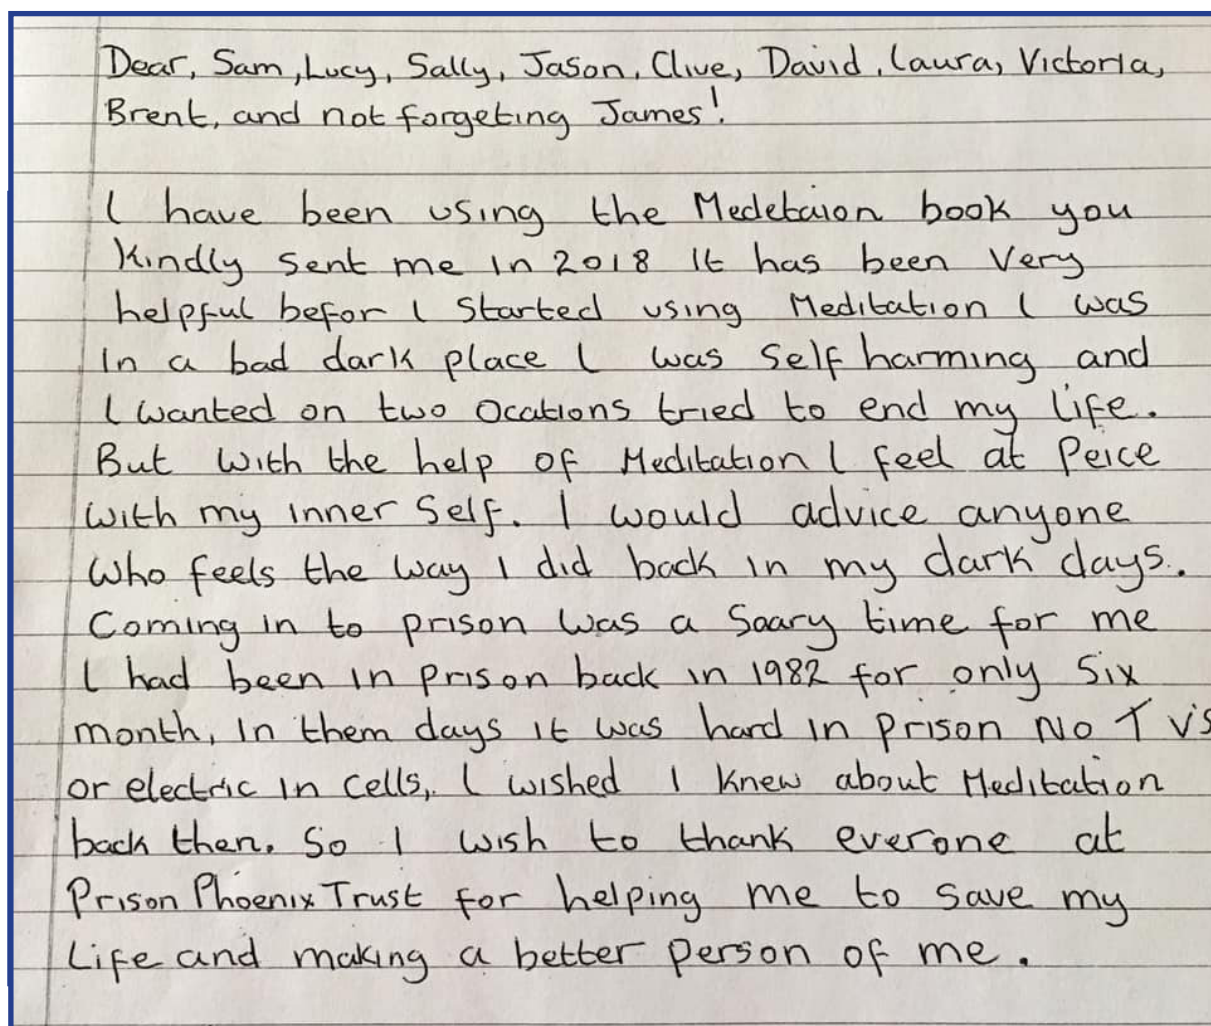 Dear, Sam, Lucy, Sally, Jason, Clive, David, Laura, Victoria,
Brent, and not forgeting James!
I have been using the Medetaion book you
Kindly sent me in 2018 It has been Very
helpful befor I Started using Meditation I was
In a bad dark place I was Self harming and
I wanted on two Ocations tried to end my life.
But with the help of Meditation I feel at Peice
with my inner Self. I would advice anyone
Who feels the way I did back in my dark days.
Coming in to prison was a Scary time for me
I had been in prison back in 1982 for only Six
month, In them days it was hard in prison No T V's
or electric in cells, I wished I Knew about Meditation
back then. So I wish to thank everone at
Prison Phoenix Trust for helping me to save my
Life and making a better person of me.